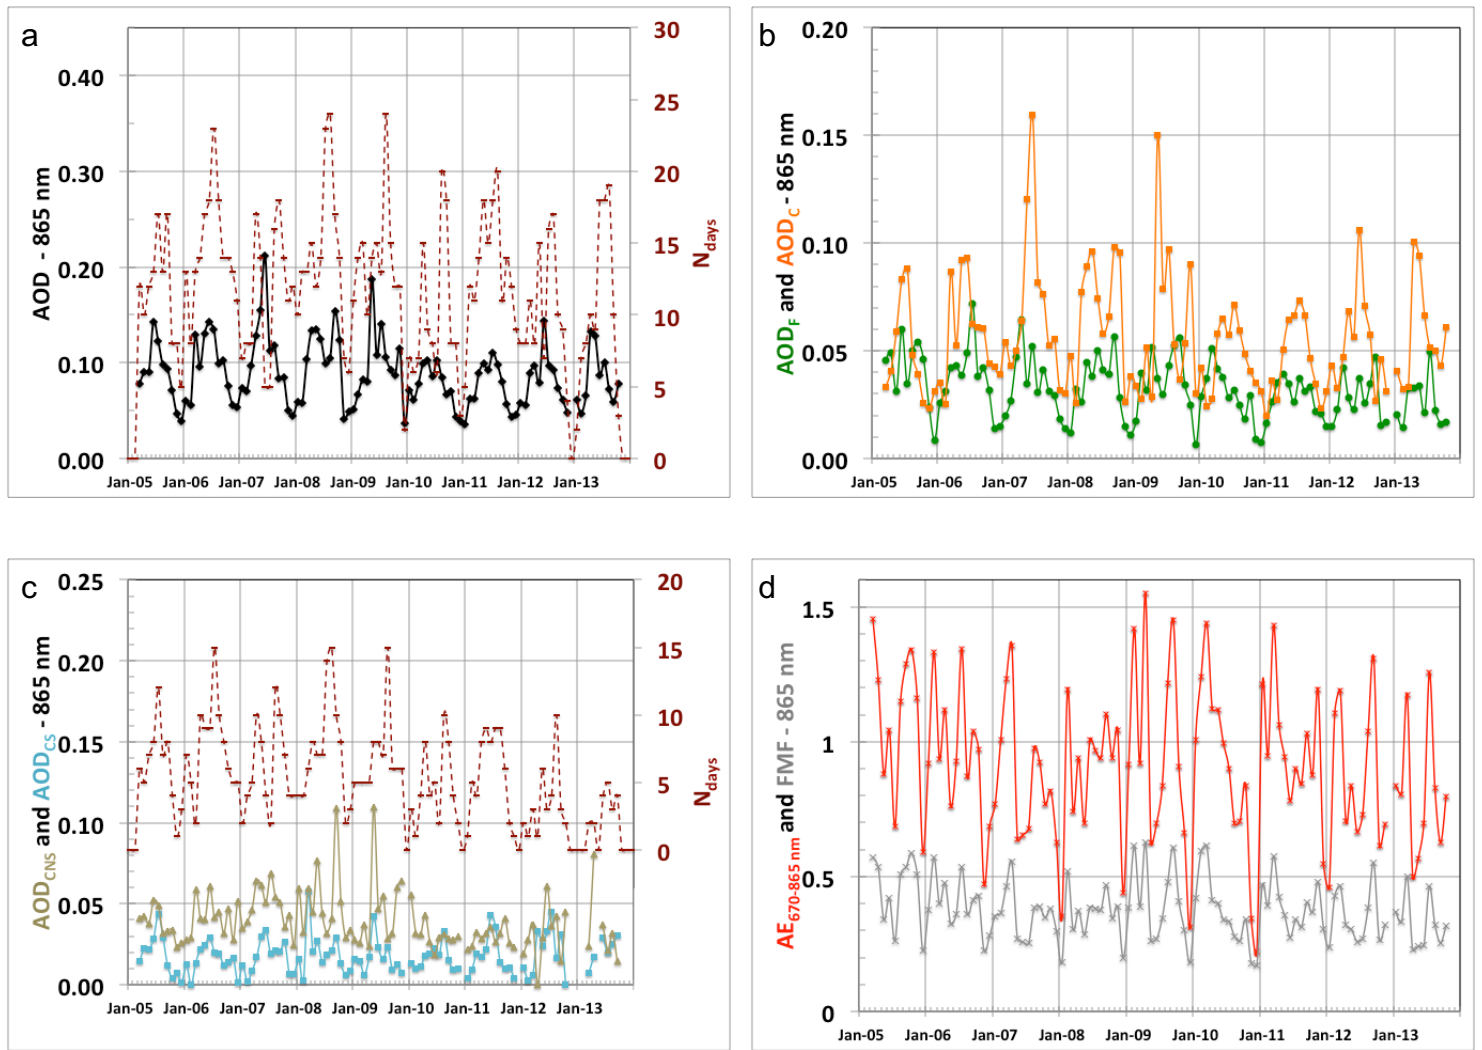 a
AOD - 865 nm
0.40
0.30
0.20
0.10
0.00
30
25
20
15
10
5
0
N_days
Jan-05 Jan-06 Jan-07 Jan-08 Jan-09 Jan-10 Jan-11 Jan-12 Jan-13
b
AOD_F and AOD_C - 865 nm
0.20
0.15
0.10
0.05
0.00
Jan-05 Jan-06 Jan-07 Jan-08 Jan-09 Jan-10 Jan-11 Jan-12 Jan-13
c
AOD_CNS and AOD_CS - 865 nm
0.25
0.20
0.15
0.10
0.05
0.00
20
15
10
5
0
N_days
Jan-05 Jan-06 Jan-07 Jan-08 Jan-09 Jan-10 Jan-11 Jan-12 Jan-13
d
AE_670-865 nm and FMF - 865 nm
1.5
1
0.5
0
Jan-05 Jan-06 Jan-07 Jan-08 Jan-09 Jan-10 Jan-11 Jan-12 Jan-13